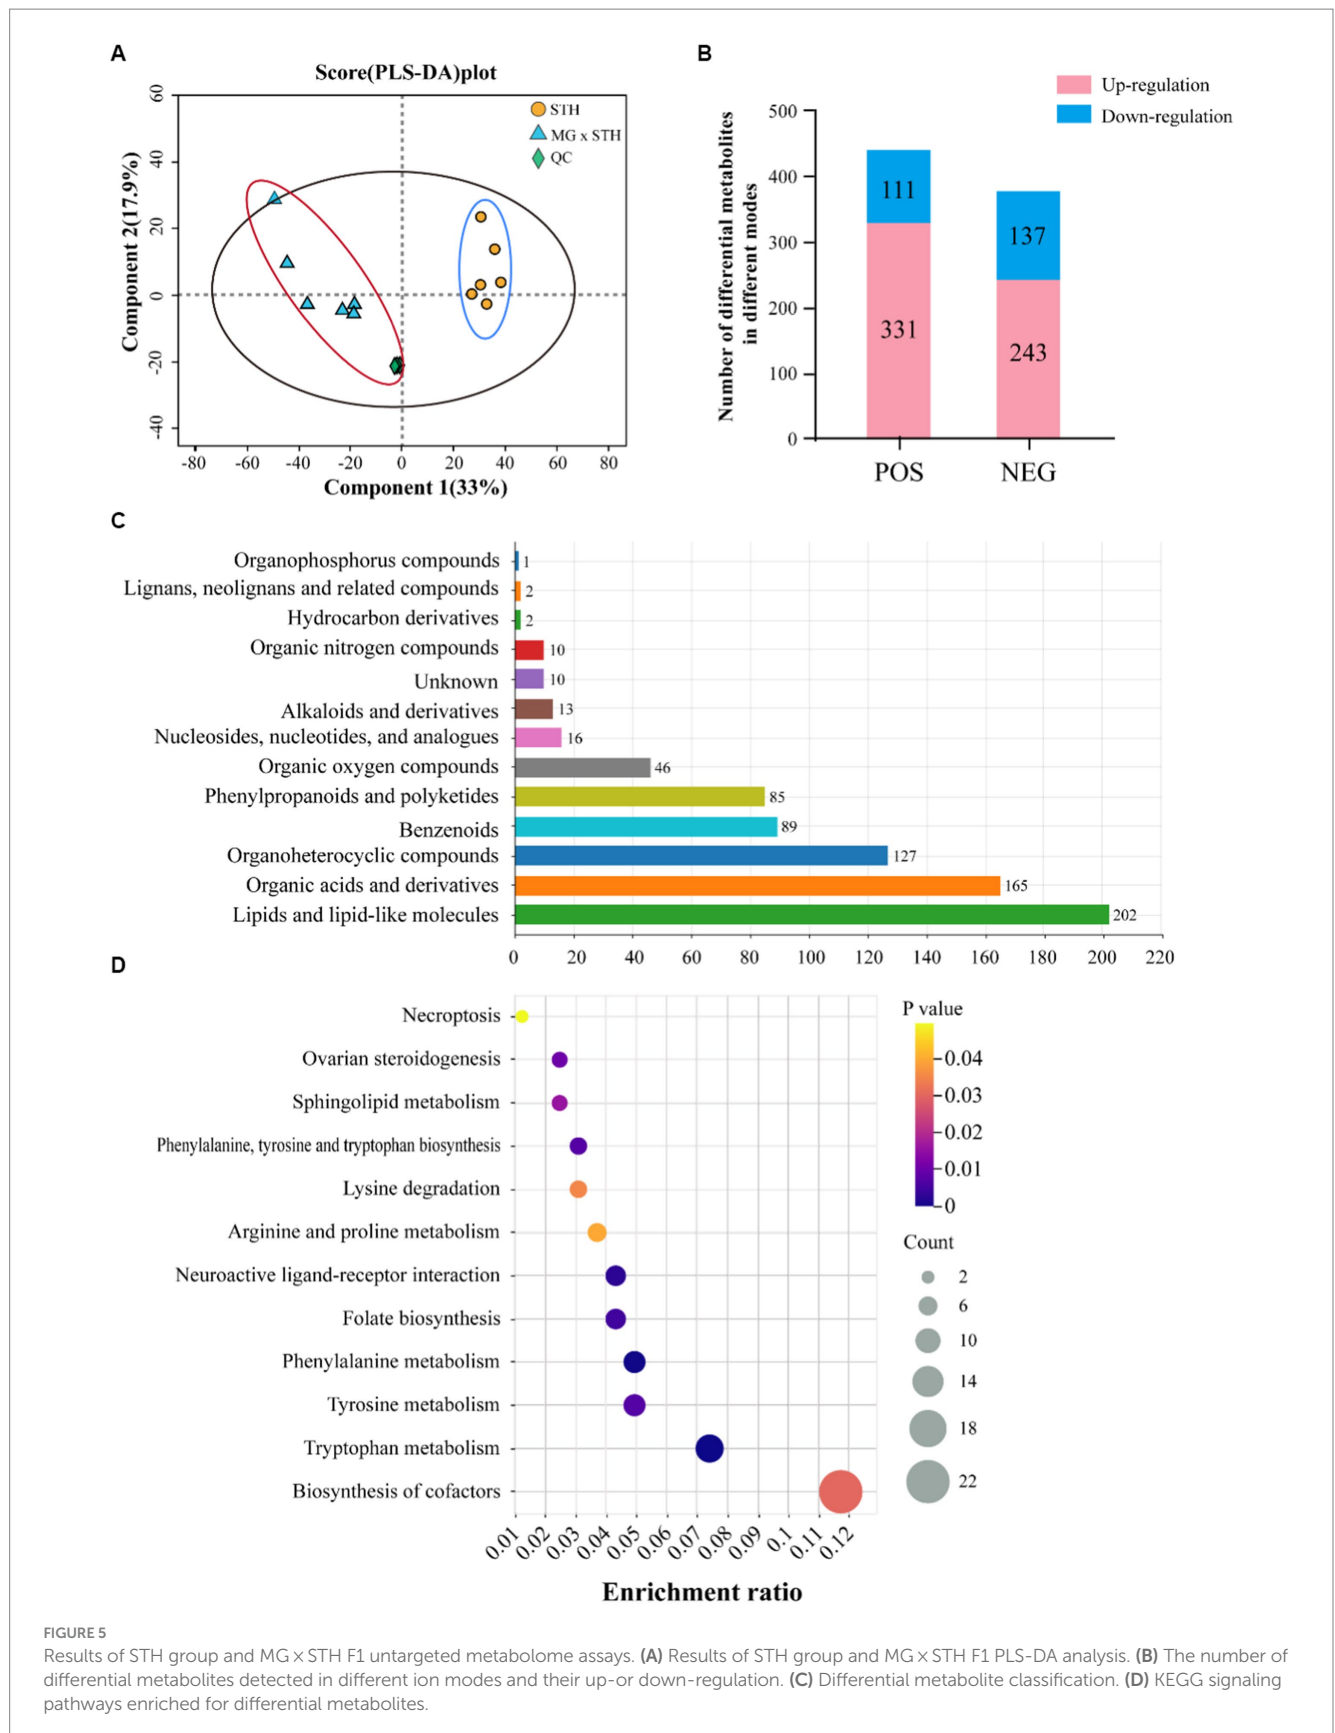 A
Score(PLS-DA)plot
STH
MG x STH
QC
Component 2(17.9%)
60
40
20
0
-20
-40
-80 -60 -40 -20 0 20 40 60 80
Component 1(33%)
B
Up-regulation
Down-regulation
Number of differential metabolites
in different modes
500
400
300
200
100
0
111
331
137
243
POS NEG
C
Organophosphorus compounds 1
Lignans, neolignans and related compounds 2
Hydrocarbon derivatives 2
Organic nitrogen compounds 10
Unknown 10
Alkaloids and derivatives 13
Nucleosides, nucleotides, and analogues 16
Organic oxygen compounds 46
Phenylpropanoids and polyketides 85
Benzenoids 89
Organoheterocyclic compounds 127
Organic acids and derivatives 165
Lipids and lipid-like molecules 202
0 20 40 60 80 100 120 140 160 180 200 220
D
Necroptosis
Ovarian steroidogenesis
Sphingolipid metabolism
Phenylalanine, tyrosine and tryptophan biosynthesis
Lysine degradation
Arginine and proline metabolism
Neuroactive ligand-receptor interaction
Folate biosynthesis
Phenylalanine metabolism
Tyrosine metabolism
Tryptophan metabolism
Biosynthesis of cofactors
0.01 0.02 0.03 0.04 0.05 0.06 0.07 0.08 0.09 0.1 0.11 0.12
Enrichment ratio
P value
0.04
0.03
0.02
0.01
0
Count
2
6
10
14
18
22
FIGURE 5
Results of STH group and MG × STH F1 untargeted metabolome assays. (A) Results of STH group and MG × STH F1 PLS-DA analysis. (B) The number of
differential metabolites detected in different ion modes and their up-or down-regulation. (C) Differential metabolite classification. (D) KEGG signaling
pathways enriched for differential metabolites.